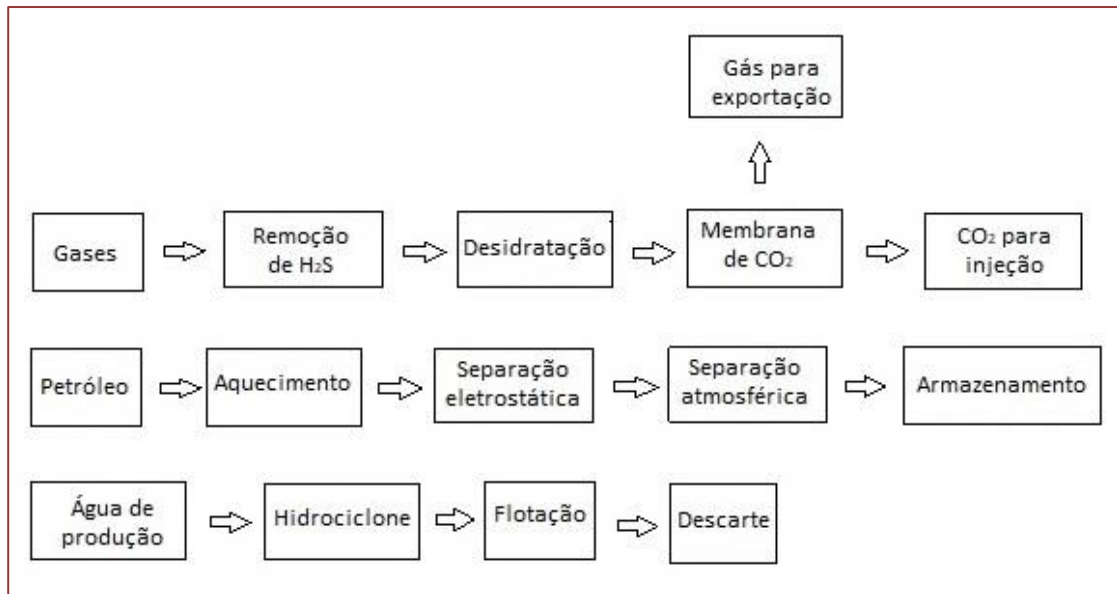 Gás para
exportação
Gases
Remoção
de H₂S
Desidratação
Membrana
de CO₂
CO₂ para
injeção
Petróleo
Aquecimento
Separação
eletrostática
Separação
atmosférica
Armazenamento
Água de
produção
Hidrociclone
Flotação
Descarte